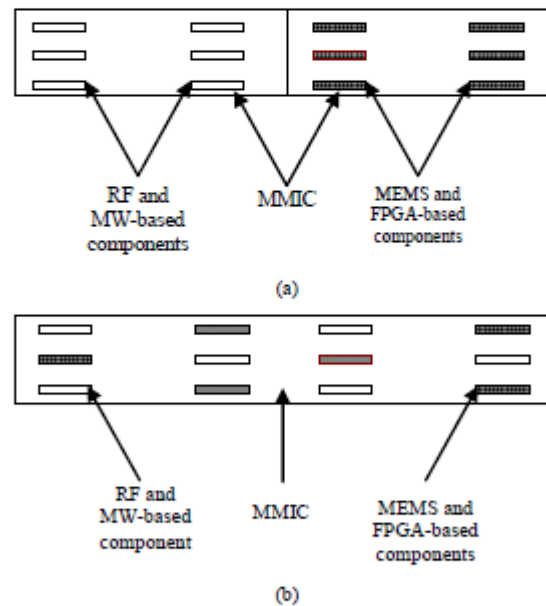 RF and
MW-based
components
MMIC
MEMS and
FPGA-based
components
(a)
RF and
MW-based
component
MMIC
MEMS and
FPGA-based
components
(b)